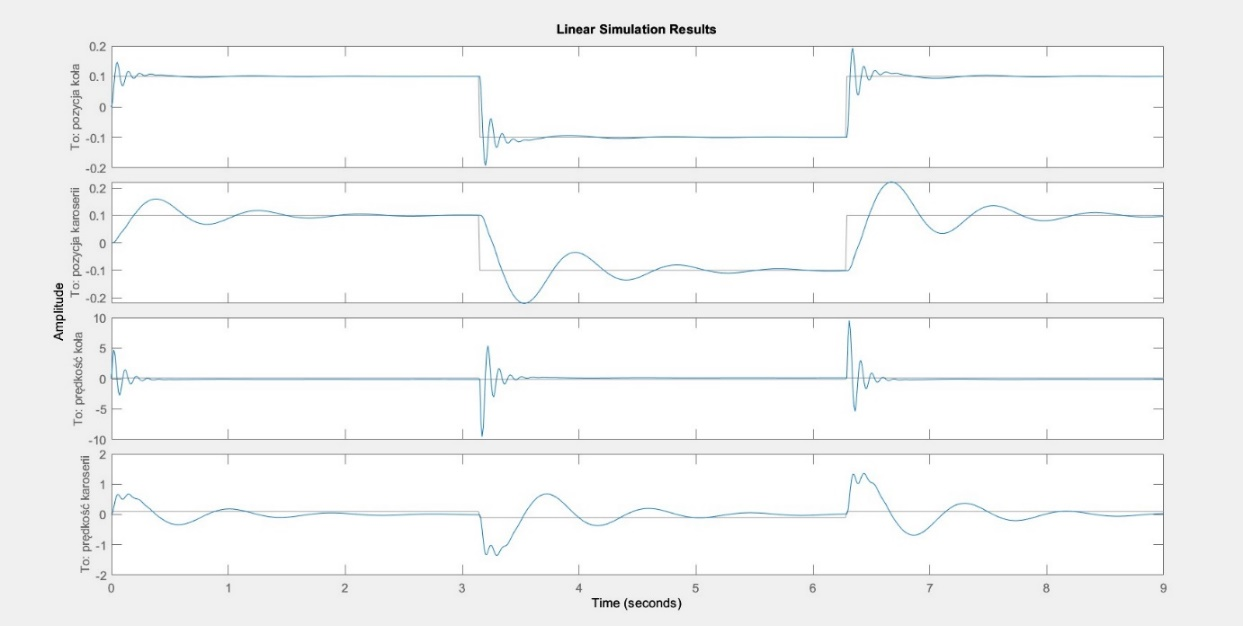 Linear Simulation Results
Amplitude
To: pozycja koła
0.2
0.1
0
-0.1
-0.2
To: pozycja karoserii
0.2
0.1
0
-0.1
-0.2
To: prędkość koła
10
5
0
-5
-10
To: prędkość karoserii
2
1
0
-1
-2
0 1 2 3 4 5 6 7 8 9
Time (seconds)